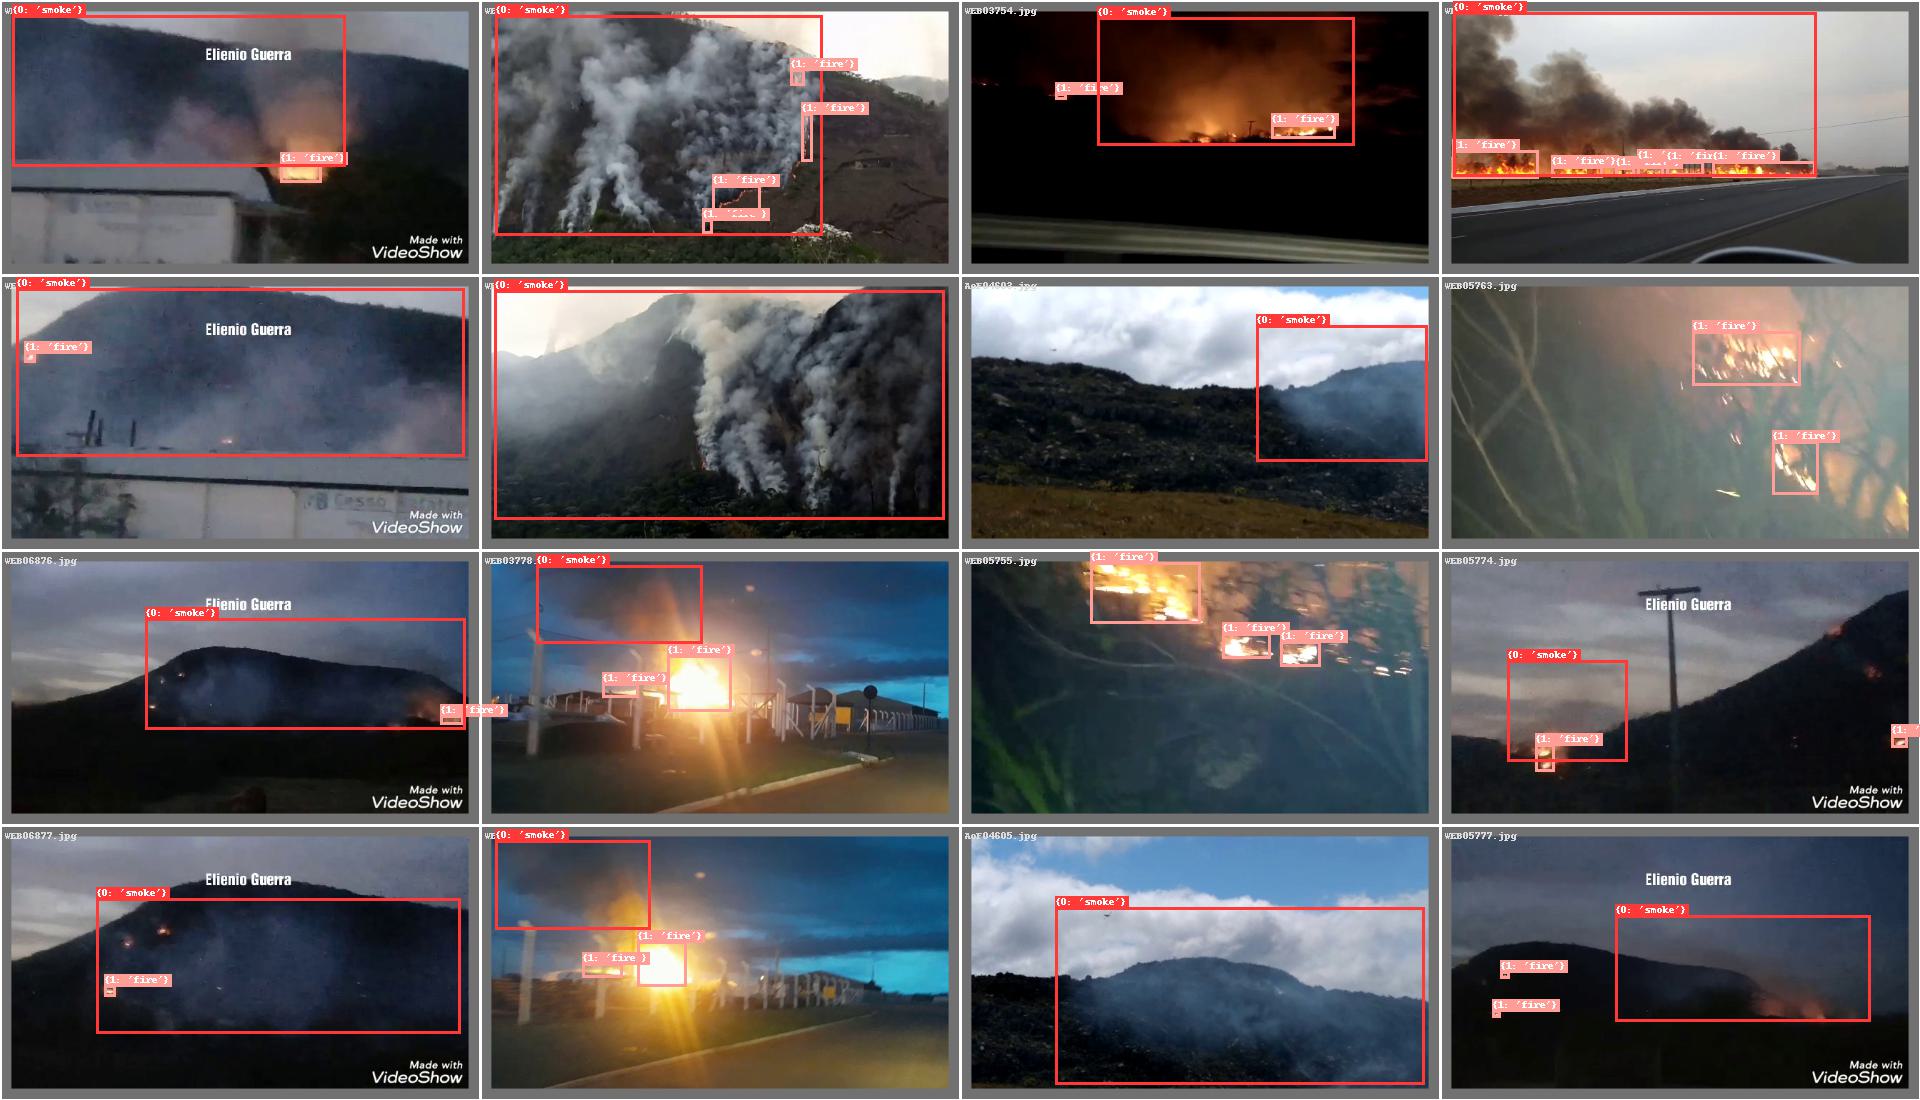 {0: 'smoke'}
Elienio Guerra
{1: 'fire'}
Made with
VideoShow
{0: 'smoke'}
{1: 'fire'}
{1: 'fire'}
{1: 'fire'}
WEB03754.jpg
{0: 'smoke'}
{1: 'fire'}
{1: 'fire'}
{0: 'smoke'}
{1: 'fire'}
{1: 'fire'}
{1: 'fire'}
{0: 'smoke'}
Elienio Guerra
{1: 'fire'}
Made with
VideoShow
{0: 'smoke'}
{0: 'smoke'}
WEB05763.jpg
{1: 'fire'}
{1: 'fire'}
WEB06876.jpg
Elienio Guerra
{0: 'smoke'}
{1: 'fire'}
Made with
VideoShow
WEB03778.
{0: 'smoke'}
{1: 'fire'}
{1: 'fire'}
WEB05755.jpg
{1: 'fire'}
{1: 'fire'}
{1: 'fire'}
WEB05774.jpg
Elienio Guerra
{0: 'smoke'}
{1: 'fire'}
{1: '
Made with
VideoShow
WEB06877.jpg
Elienio Guerra
{0: 'smoke'}
{1: 'fire'}
Made with
VideoShow
{0: 'smoke'}
{1: 'fire'}
{1: 'fire }
AoF04605.jpg
{0: 'smoke'}
WEB05777.jpg
Elienio Guerra
{0: 'smoke'}
{1: 'fire'}
{1: 'fire'}
Made with
VideoShow